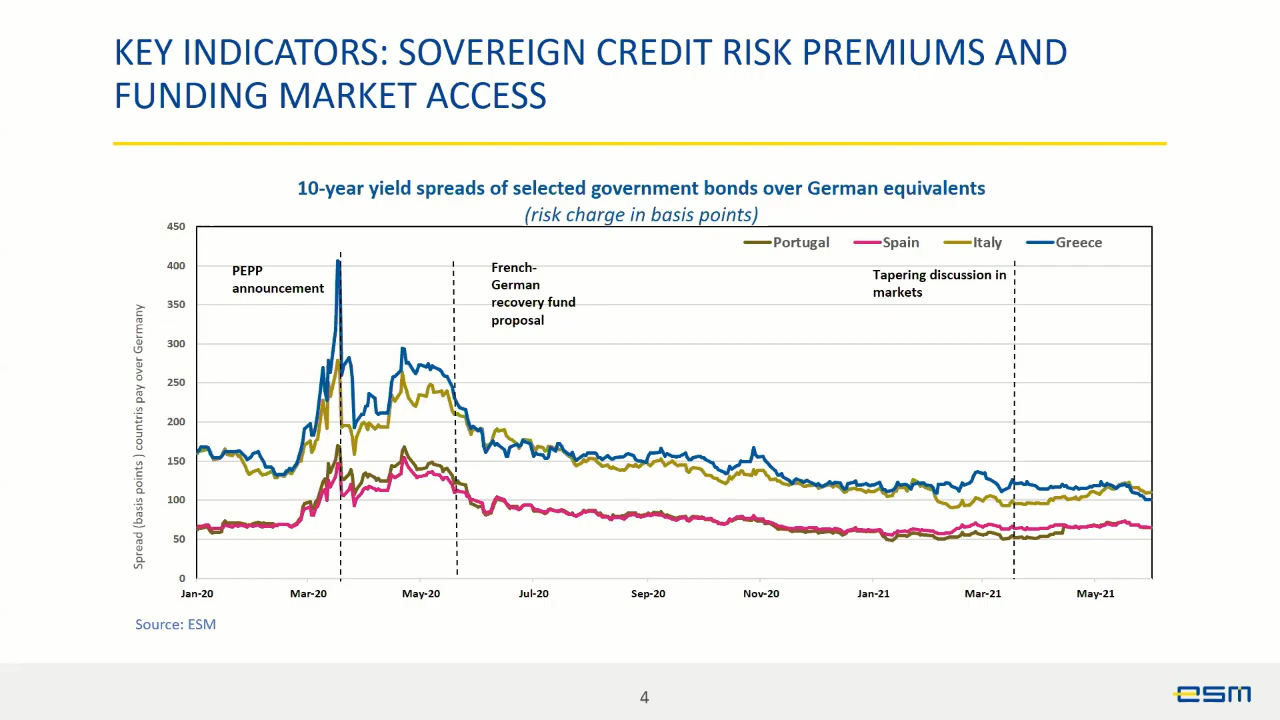 KEY INDICATORS: SOVEREIGN CREDIT RISK PREMIUMS AND
FUNDING MARKET ACCESS
10-year yield spreads of selected government bonds over German equivalents
(risk charge in basis points)
Portugal Spain Italy Greece
PEPP
announcement
French-
German
recovery fund
proposal
Tapering discussion in
markets
Spread (basis points ) countris pay over Germany
450
400
350
300
250
200
150
100
50
0
Jan-20 Mar-20 May-20 Jul-20 Sep-20 Nov-20 Jan-21 Mar-21 May-21
Source: ESM
4
esm